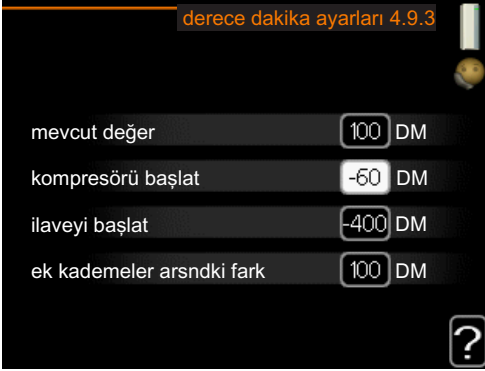 derece dakika ayarları 4.9.3
mevcut değer 100 DM
kompresörü başlat -60 DM
ilaveyi başlat -400 DM
ek kademeler arsndki fark 100 DM
?